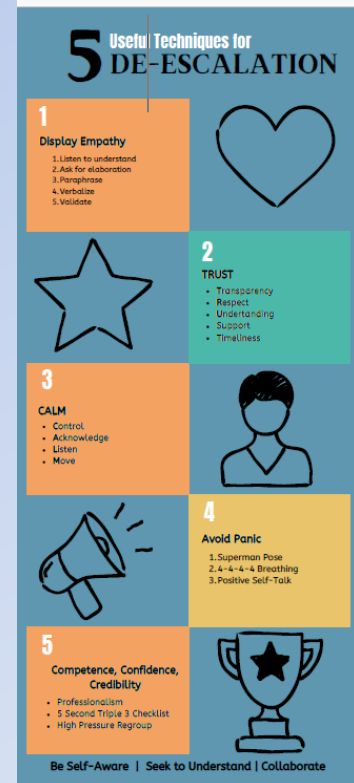 5 Useful Techniques for
DE-ESCALATION
1
Display Empathy
1.Listen to understand
2.Ask for elaboration
3.Paraphrase
4.Verbalize
5.Validate
2
TRUST
• Transparency
• Respect
• Undertanding
• Support
• Timeliness
3
CALM
• Control
• Acknowledge
• Listen
• Move
4
Avoid Panic
1.Superman Pose
2.4-4-4-4 Breathing
3.Positive Self-Talk
5
Competence, Confidence,
Credibility
• Professionalism
• 5 Second Triple 3 Checklist
• High Pressure Regroup
Be Self-Aware | Seek to Understand | Collaborate